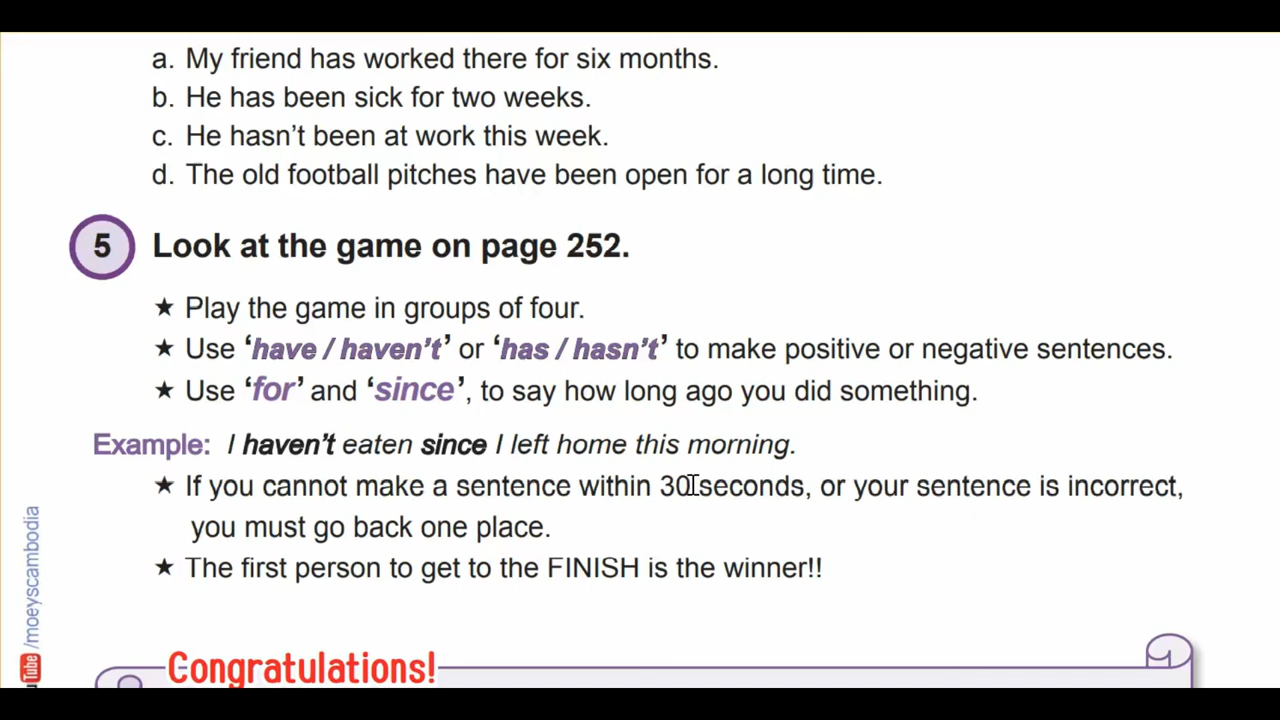 a. My friend has worked there for six months.
b. He has been sick for two weeks.
c. He hasn't been at work this week.
d. The old football pitches have been open for a long time.
5 Look at the game on page 252.
★ Play the game in groups of four.
★ Use 'have / haven't' or 'has / hasn't' to make positive or negative sentences.
★ Use 'for' and 'since', to say how long ago you did something.
Example: I haven't eaten since I left home this morning.
★ If you cannot make a sentence within 30 seconds, or your sentence is incorrect,
you must go back one place.
★ The first person to get to the FINISH is the winner!!
Congratulations!
Tube /moeyscambodia